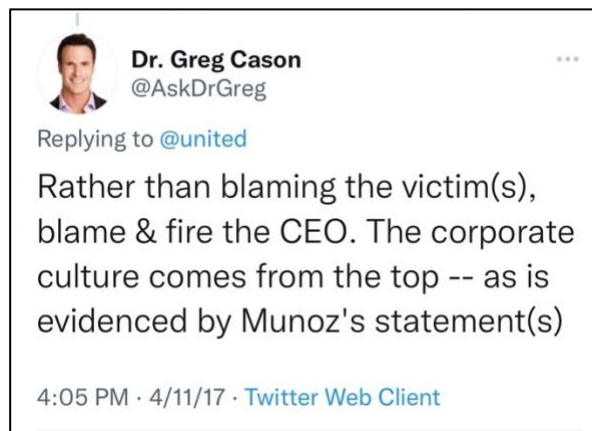 Dr. Greg Cason
@AskDrGreg
Replying to @united
Rather than blaming the victim(s),
blame & fire the CEO. The corporate
culture comes from the top -- as is
evidenced by Munoz's statement(s)
4:05 PM · 4/11/17 · Twitter Web Client